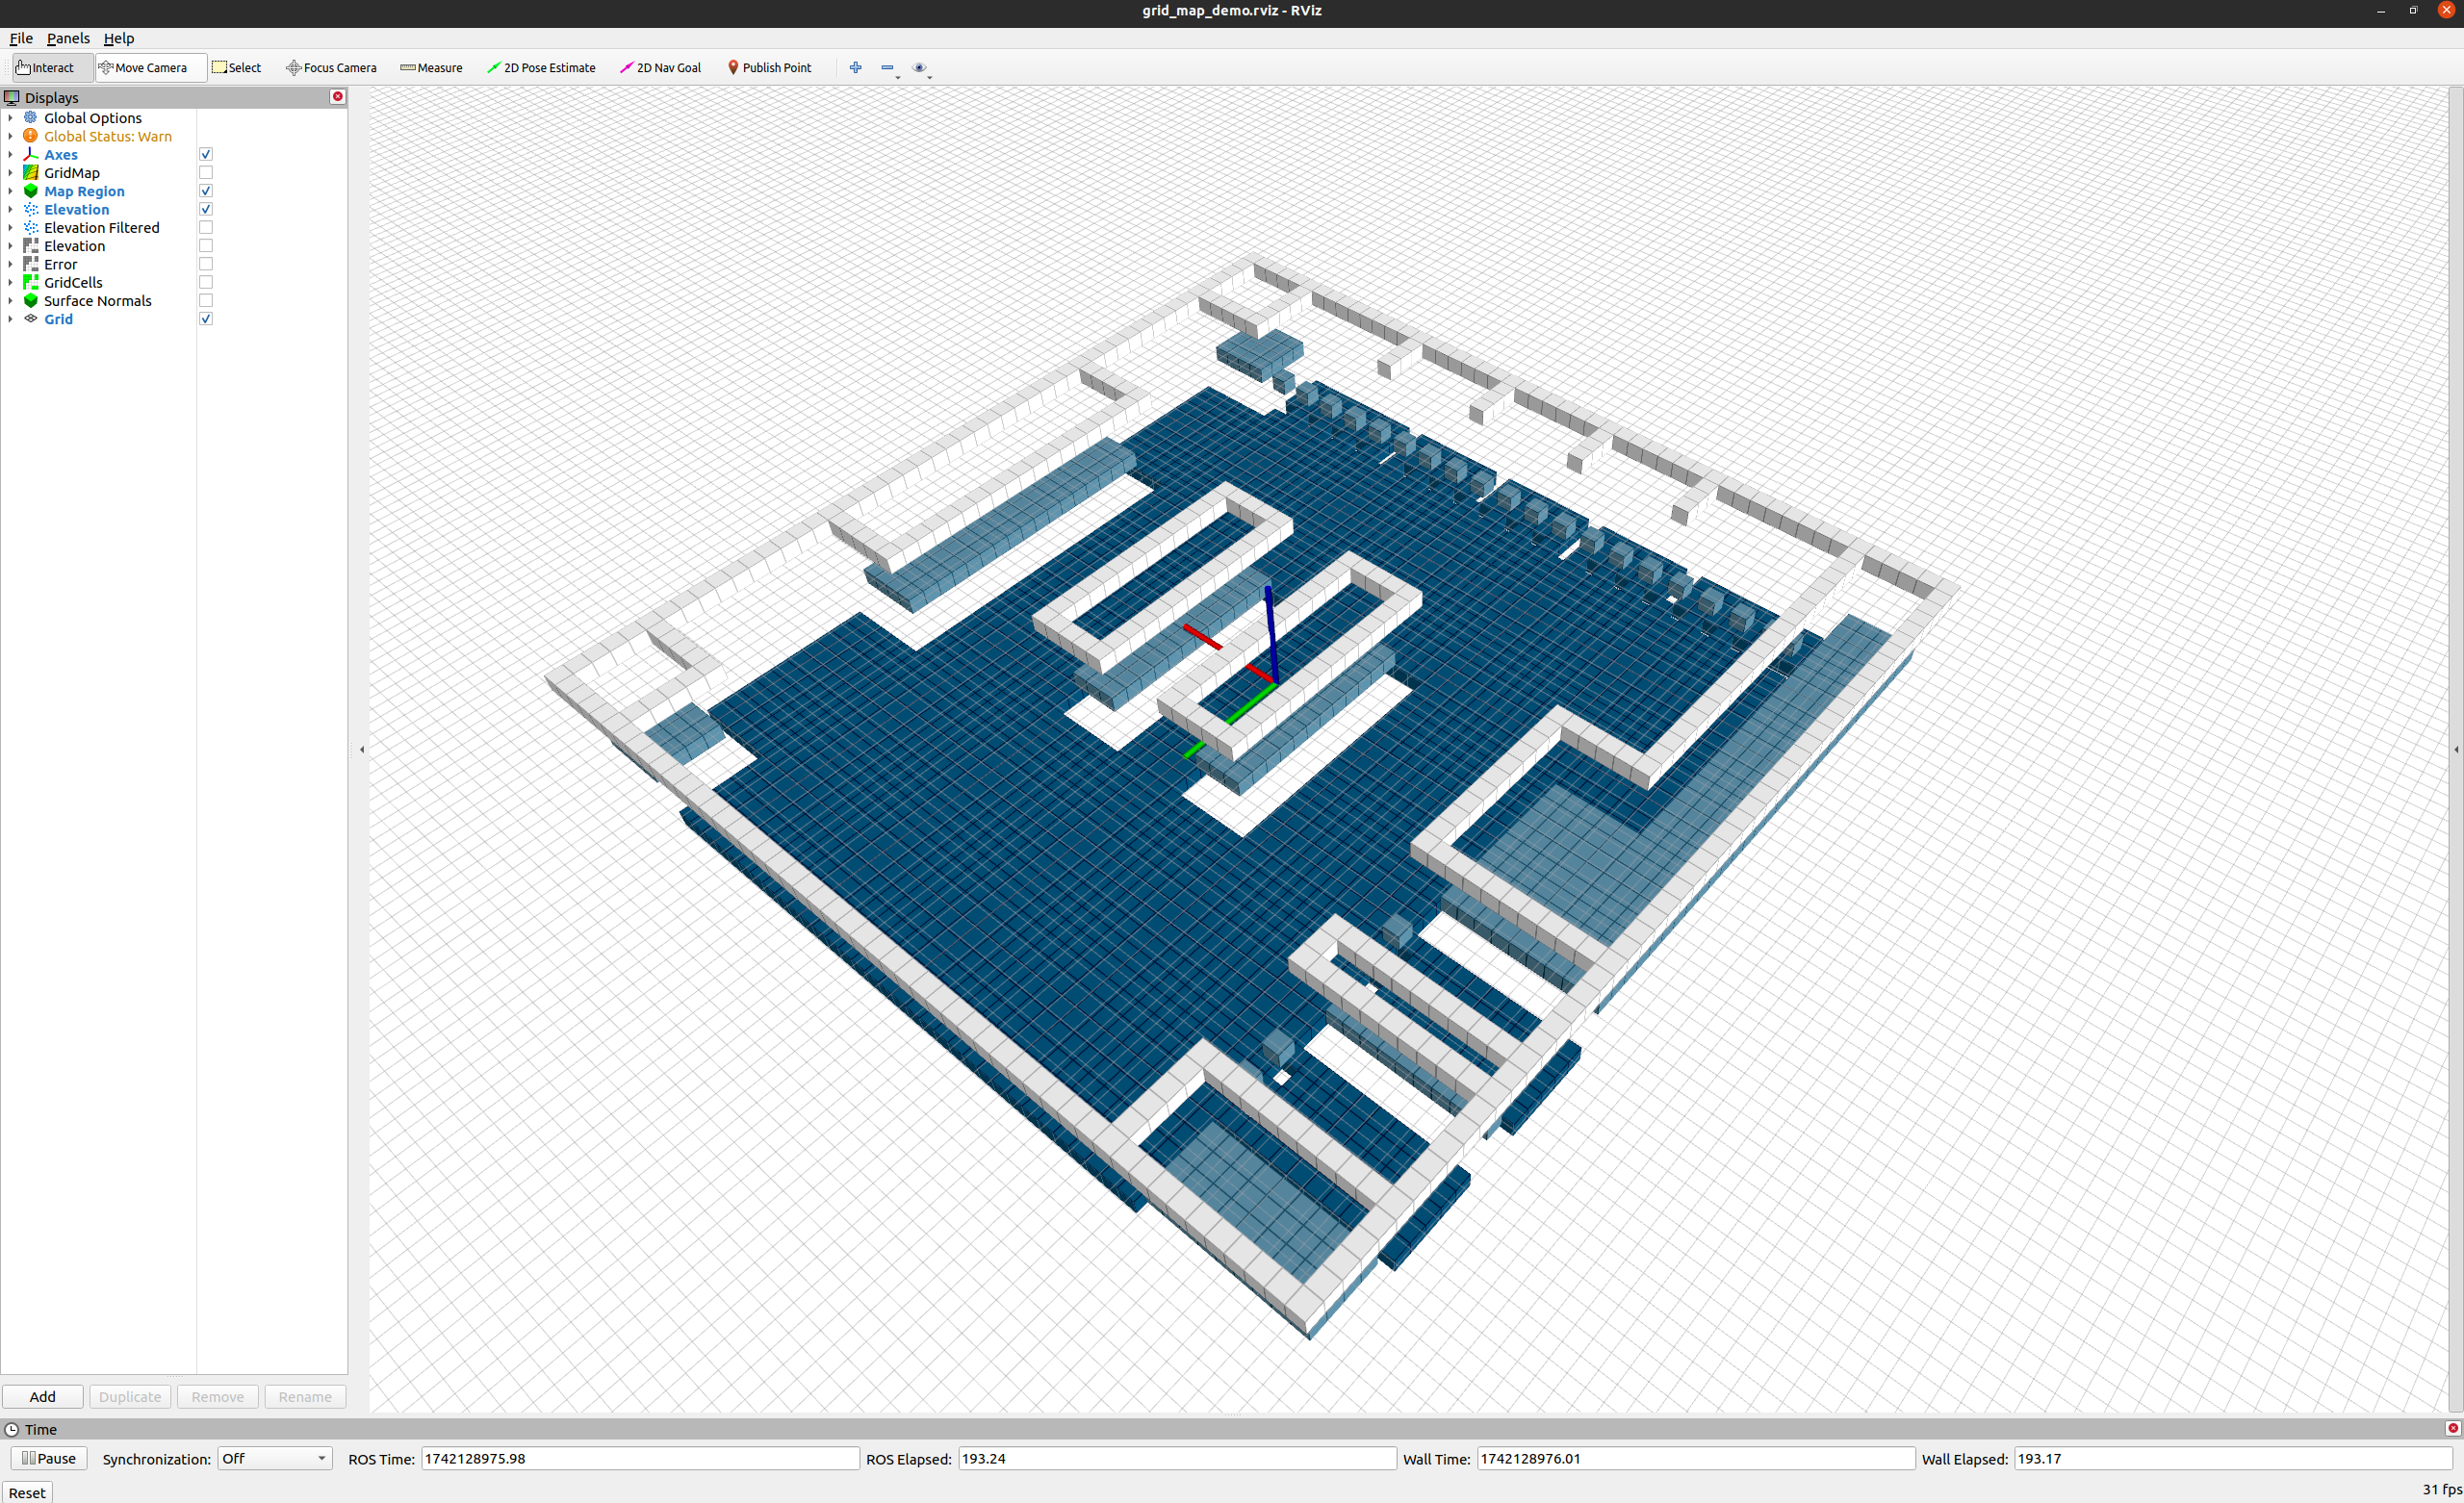 grid_map_demo.rviz - RViz
File Panels Help
Interact Move Camera Select Focus Camera Measure 2D Pose Estimate 2D Nav Goal Publish Point
Displays
Global Options
Global Status: Warn
Axes
GridMap
Map Region
Elevation
Elevation Filtered
Elevation
Error
GridCells
Surface Normals
Grid
Add Duplicate Remove Rename
Time
Pause Synchronization: Off ROS Time: 1742128975.98 ROS Elapsed: 193.24 Wall Time: 1742128976.01 Wall Elapsed: 193.17
Reset 31 fps